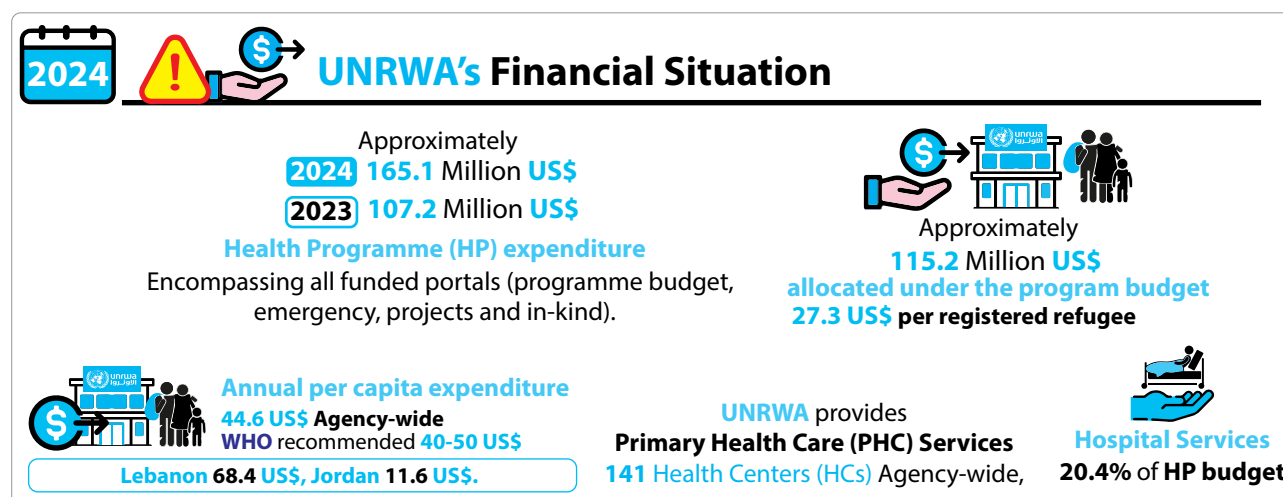 2024
UNRWA's Financial Situation
Approximately
2024 165.1 Million US$
2023 107.2 Million US$
Health Programme (HP) expenditure
Encompassing all funded portals (programme budget,
emergency, projects and in-kind).
unrwa
الأونروا
Approximately
115.2 Million US$
allocated under the program budget
27.3 US$ per registered refugee
unrwa
الأونروا
Annual per capita expenditure
44.6 US$ Agency-wide
WHO recommended 40-50 US$
Lebanon 68.4 US$, Jordan 11.6 US$.
UNRWA provides
Primary Health Care (PHC) Services
141 Health Centers (HCs) Agency-wide,
Hospital Services
20.4% of HP budget